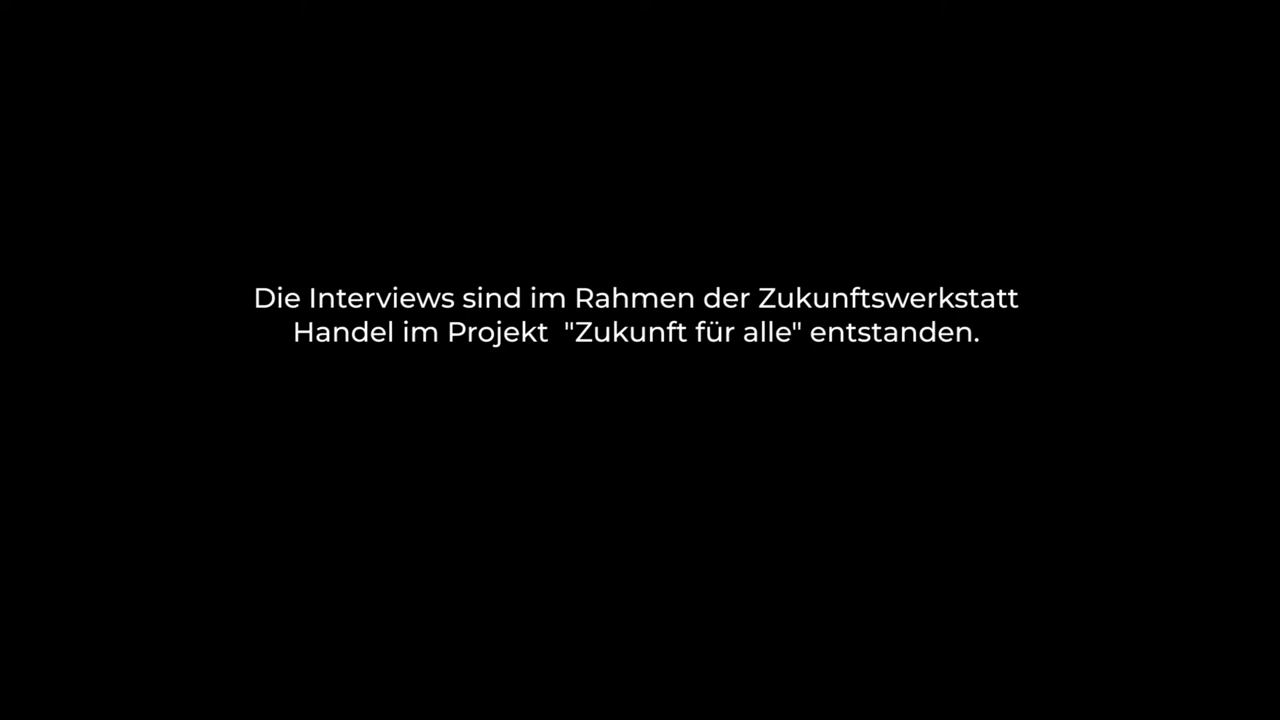 Die Interviews sind im Rahmen der Zukunftswerkstatt
Handel im Projekt  "Zukunft für alle" entstanden.